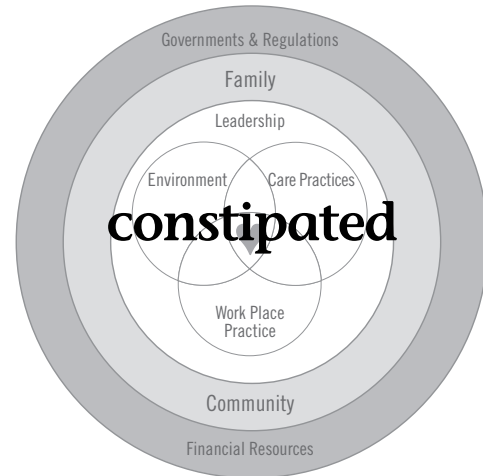 Governments & Regulations
Family
Leadership
Environment
Care Practices
constipated
Work Place
Practice
Community
Financial Resources